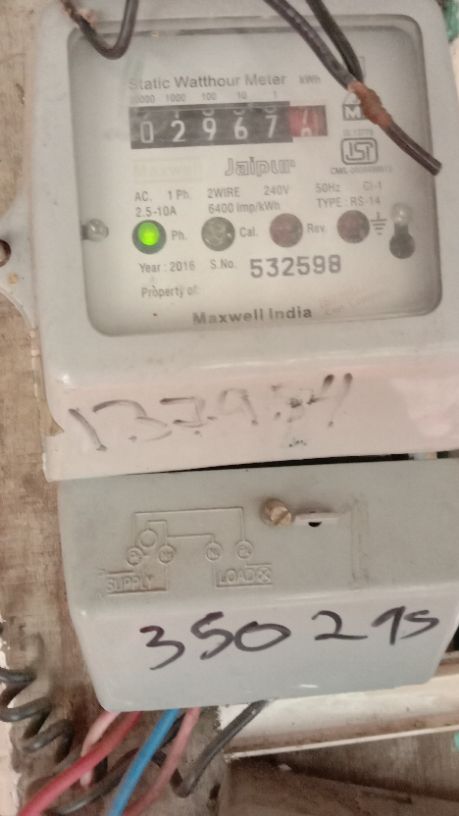 Static Watthour Meter kWh
10000 1000 100 10 1
0 2 9 6 7
Maxwell Jaipur
AC. 1 Ph. 2WIRE 240V 50Hz Cl-1
2.5-10A 6400 imp/kWh TYPE : RS-14
Ph. Cal. Rev.
Year : 2016 S.No. 532598
Property of:
Maxwell India
SUPPLY LOAD
350275